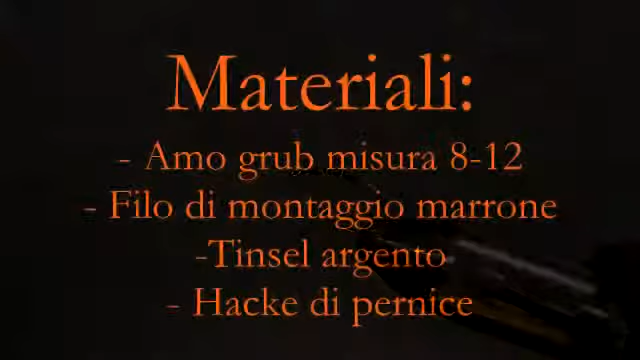 Materiali:
- Amo grub misura 8-12
- Filo di montaggio marrone
-Tinsel argento
- Hacke di pernice